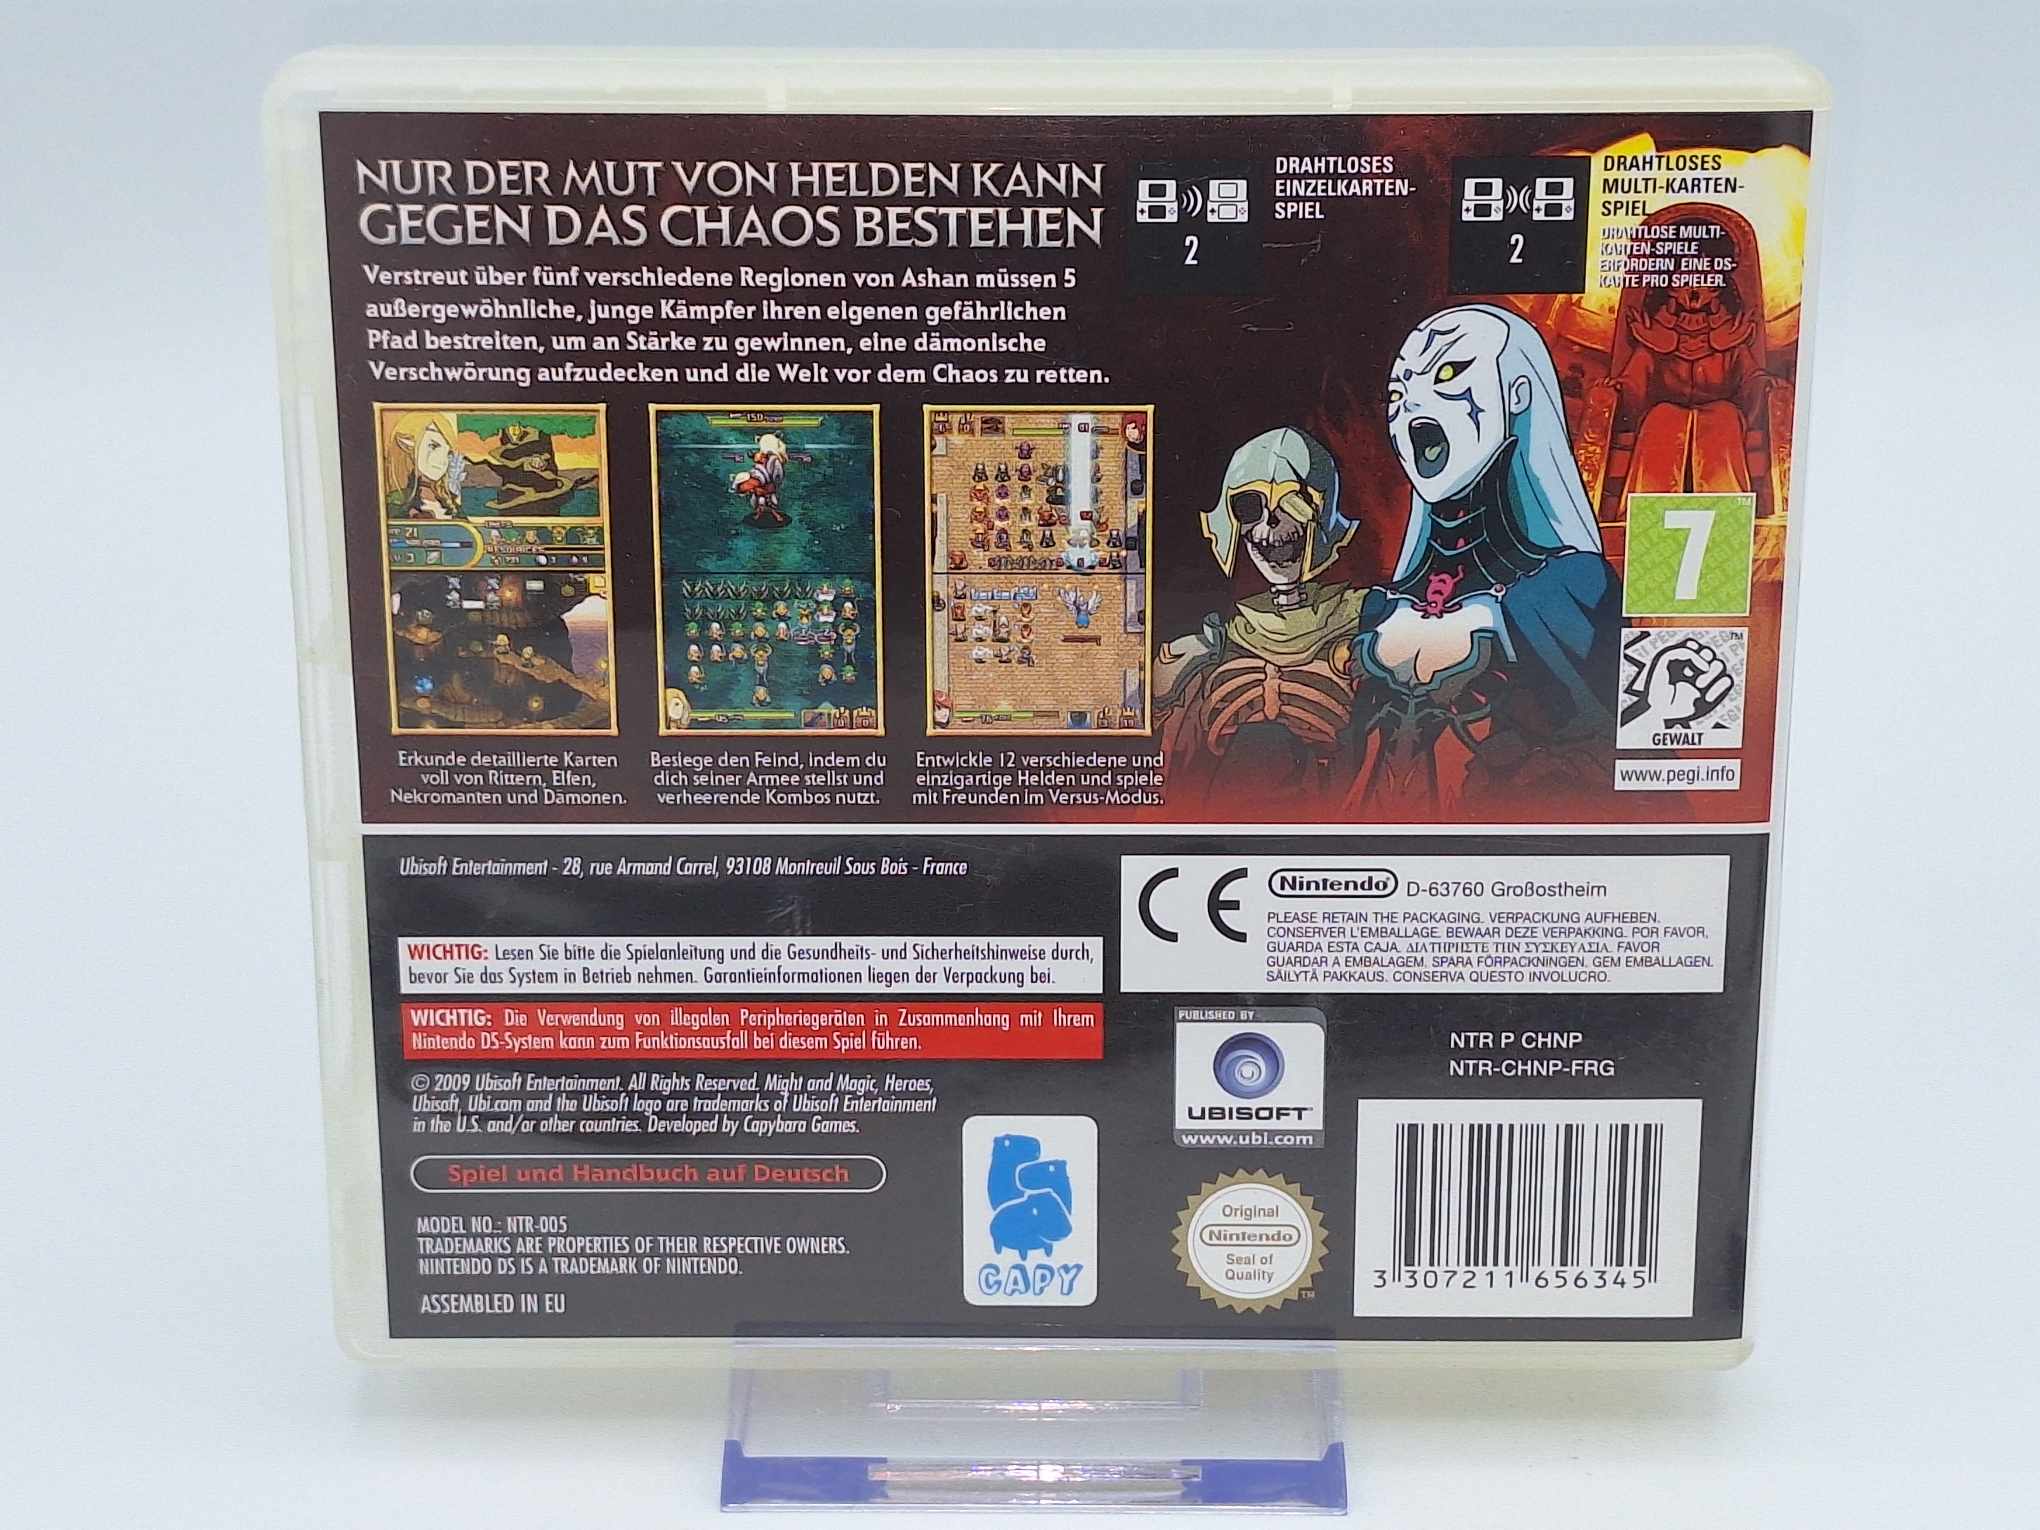 NUR DER MUT VON HELDEN KANN
GEGEN DAS CHAOS BESTEHEN
Verstreut über fünf verschiedene Regionen von Ashan müssen 5
außergewöhnliche, junge Kämpfer ihren eigenen gefährlichen
Pfad bestreiten, um an Stärke zu gewinnen, eine dämonische
Verschwörung aufzudecken und die Welt vor dem Chaos zu retten.
DRAHTLOSES
EINZELKARTEN-
SPIEL
2
DRAHTLOSES
MULTI-KARTEN-
SPIEL
2
DRAHTLOSE MULTI-
KARTEN-SPIELE
ERFORDERN EINE DS-
KARTE PRO SPIELER.
Erkunde detaillierte Karten
voll von Rittern, Elfen,
Nekromanten und Dämonen.
Besiege den Feind, indem du
dich seiner Armee stellst und
verheerende Kombos nutzt.
Entwickle 12 verschiedene und
einzigartige Helden und spiele
mit Freunden im Versus-Modus.
7
TM
TM
GEWALT
www.pegi.info
Ubisoft Entertainment - 28, rue Armand Carrel, 93108 Montreuil Sous Bois - France
WICHTIG: Lesen Sie bitte die Spielanleitung und die Gesundheits- und Sicherheitshinweise durch,
bevor Sie das System in Betrieb nehmen. Garantieinformationen liegen der Verpackung bei.
WICHTIG: Die Verwendung von illegalen Peripheriegeräten in Zusammenhang mit Ihrem
Nintendo DS-System kann zum Funktionsausfall bei diesem Spiel führen.
© 2009 Ubisoft Entertainment. All Rights Reserved. Might and Magic, Heroes,
Ubisoft, Ubi.com and the Ubisoft logo are trademarks of Ubisoft Entertainment
in the U.S. and/or other countries. Developed by Capybara Games.
Spiel und Handbuch auf Deutsch
MODEL NO.: NTR-005
TRADEMARKS ARE PROPERTIES OF THEIR RESPECTIVE OWNERS.
NINTENDO DS IS A TRADEMARK OF NINTENDO.
ASSEMBLED IN EU
CAPY
CE
Nintendo D-63760 Großostheim
PLEASE RETAIN THE PACKAGING. VERPACKUNG AUFHEBEN.
CONSERVER L'EMBALLAGE. BEWAAR DEZE VERPAKKING. POR FAVOR,
GUARDA ESTA CAJA. ΔΙΑΤΗΡΗΣΤΕ ΤΗΝ ΣΥΣΚΕΥΑΣΙΑ. FAVOR
GUARDAR A EMBALAGEM. SPARA FÖRPACKNINGEN. GEM EMBALLAGEN.
SÄILYTÄ PAKKAUS. CONSERVA QUESTO INVOLUCRO.
PUBLISHED BY
UBISOFT
www.ubi.com
Original
Nintendo
Seal of
Quality
TM
NTR P CHNP
NTR-CHNP-FRG
3 307211 656345